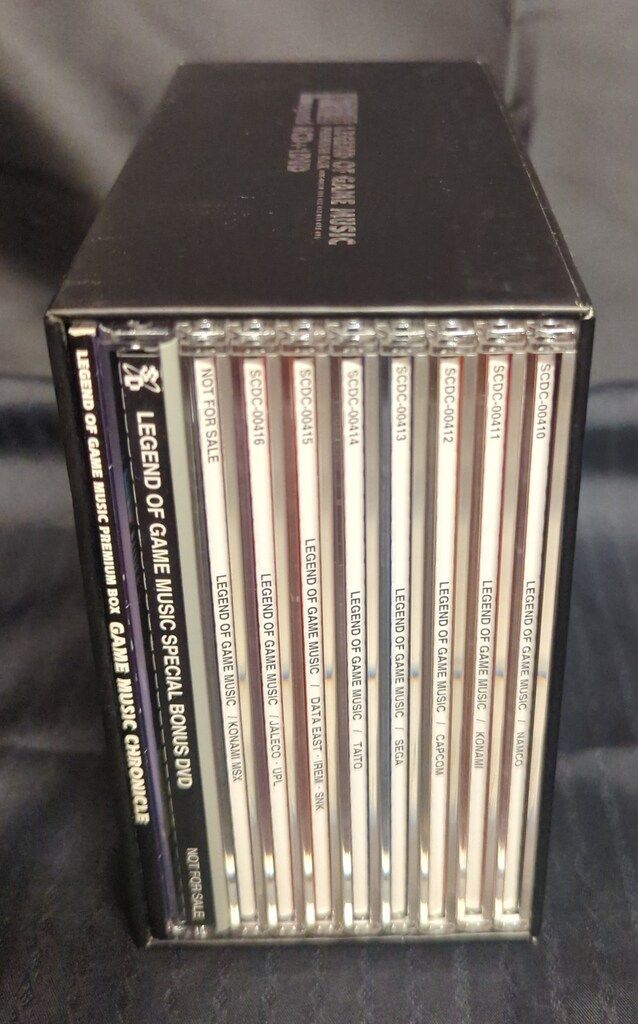 LEGEND OF GAME MUSIC
LEGEND OF GAME MUSIC PREMIUM BOX GAME MUSIC CHRONICLE
LEGEND OF GAME MUSIC SPECIAL BONUS DVD NOT FOR SALE
NOT FOR SALE LEGEND OF GAME MUSIC / KONAMI MSX
SCDC-00416 LEGEND OF GAME MUSIC / JALECO · UPL
SCDC-00415 LEGEND OF GAME MUSIC / DATA EAST · IREM · SNK
SCDC-00414 LEGEND OF GAME MUSIC / TAITO
SCDC-00413 LEGEND OF GAME MUSIC / SEGA
SCDC-00412 LEGEND OF GAME MUSIC / CAPCOM
SCDC-00411 LEGEND OF GAME MUSIC / KONAMI
SCDC-00410 LEGEND OF GAME MUSIC / NAMCO